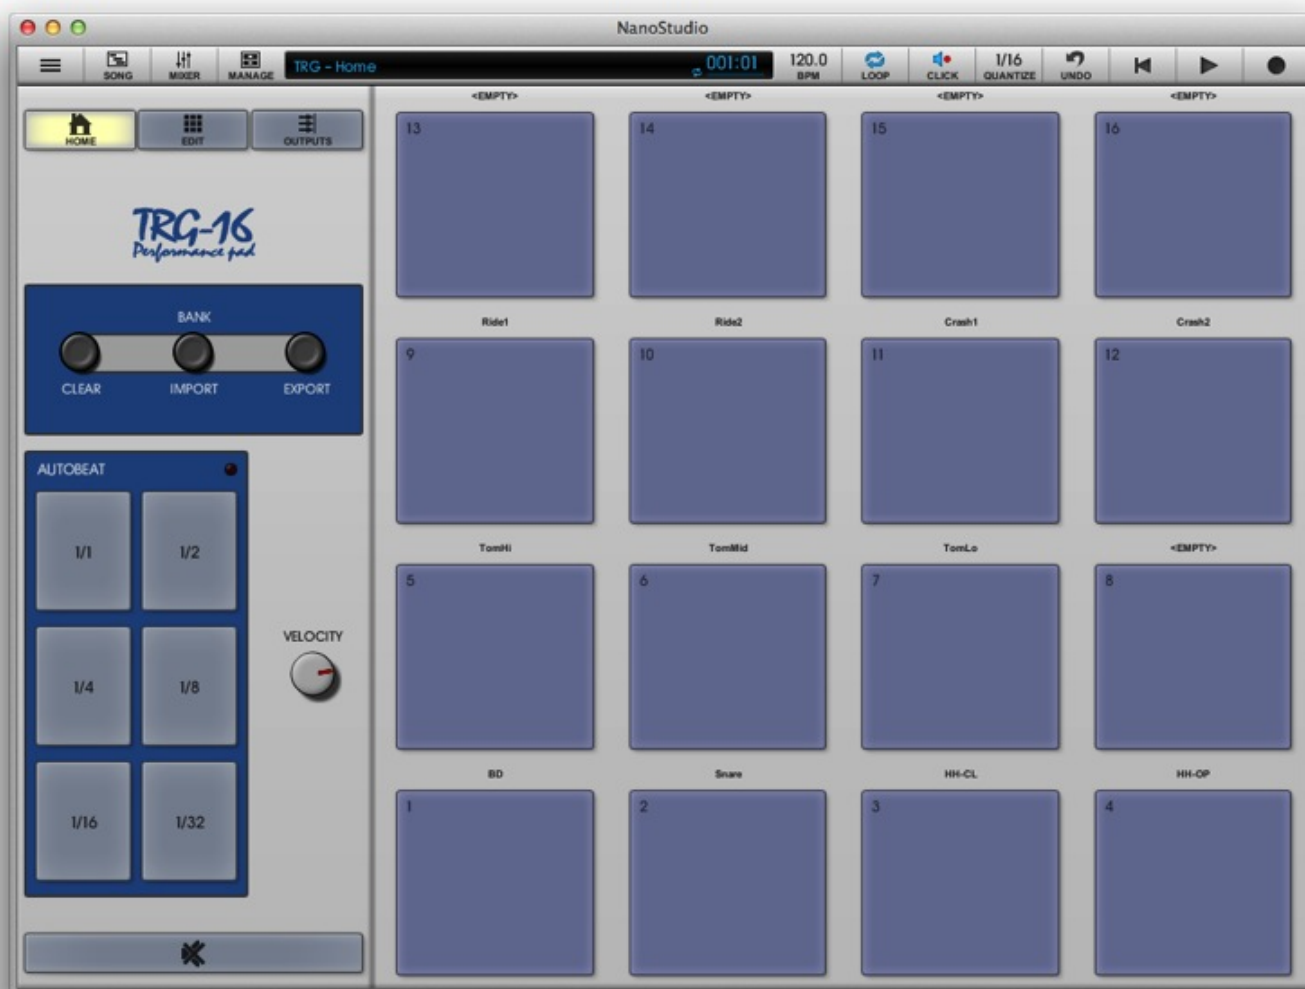 NanoStudio
SONG MIXER MANAGE TRG - Home 001:01 120.0 BPM LOOP CLICK 1/16 QUANTIZE UNDO
HOME EDIT OUTPUTS
TRG-16
Performance pad
BANK
CLEAR IMPORT EXPORT
AUTOBEAT
1/1 1/2
1/4 1/8
1/16 1/32
VELOCITY
<EMPTY> <EMPTY> <EMPTY> <EMPTY>
13 14 15 16
Ride1 Ride2 Crash1 Crash2
9 10 11 12
TomHi TomMid TomLo <EMPTY>
5 6 7 8
BD Snare HH-CL HH-OP
1 2 3 4